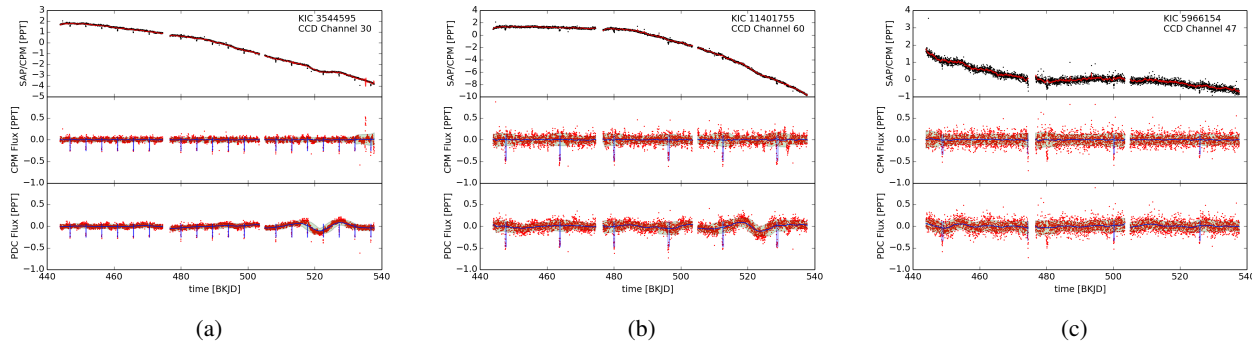 KIC 3544595
CCD Channel 30
SAP/CPM [PPT]
3
2
1
0
−1
−2
−3
−4
−5
CPM Flux [PPT]
0.5
0.0
−0.5
−1.0
PDC Flux [PPT]
0.5
0.0
−0.5
−1.0
440 460 480 500 520 540
time [BKJD]
(a)
KIC 11401755
CCD Channel 60
SAP/CPM [PPT]
4
2
0
−2
−4
−6
−8
−10
CPM Flux [PPT]
0.5
0.0
−0.5
−1.0
PDC Flux [PPT]
0.5
0.0
−0.5
−1.0
440 460 480 500 520 540
time [BKJD]
(b)
KIC 5966154
CCD Channel 47
SAP/CPM [PPT]
4
3
2
1
0
−1
CPM Flux [PPT]
0.5
0.0
−0.5
−1.0
PDC Flux [PPT]
0.5
0.0
−0.5
−1.0
440 460 480 500 520 540
time [BKJD]
(c)